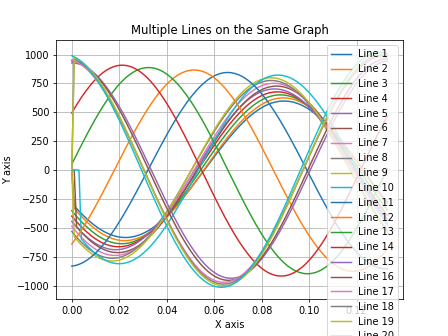 Multiple Lines on the Same Graph
Y axis
1000
750
500
250
0
−250
−500
−750
−1000
0.00
0.02
0.04
0.06
0.08
0.10
X axis
Line 1
Line 2
Line 3
Line 4
Line 5
Line 6
Line 7
Line 8
Line 9
Line 10
Line 11
Line 12
Line 13
Line 14
Line 15
Line 16
Line 17
Line 18
Line 19
Line 20